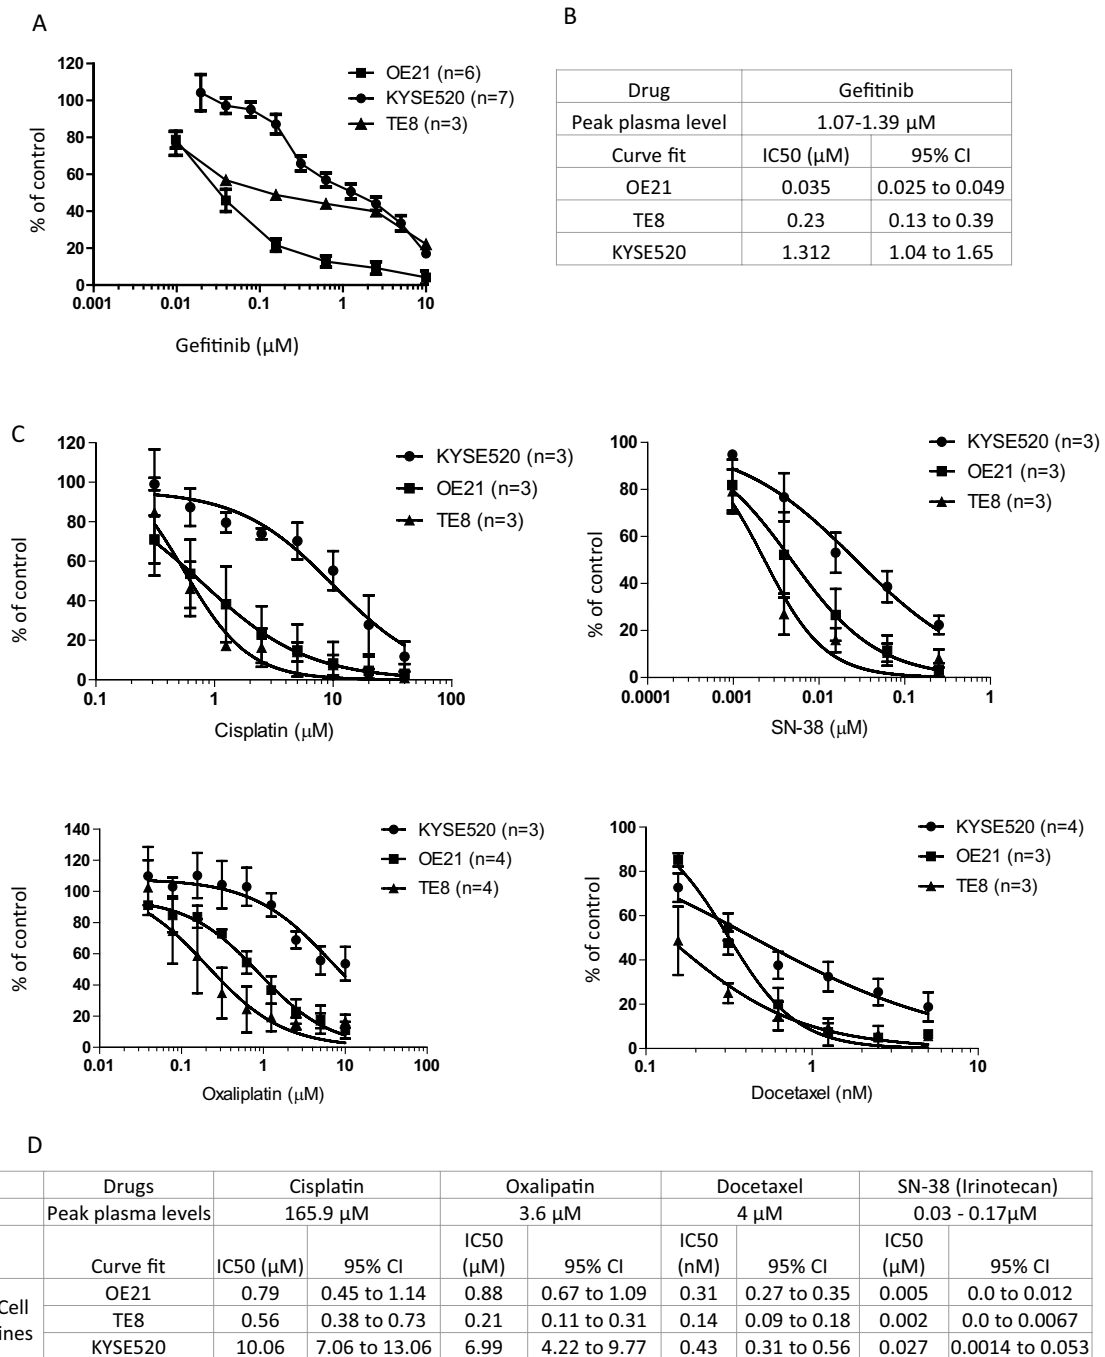 A
120
100
80
60
40
20
0
% of control
0.001
0.01
0.1
1
10
Gefitinib (µM)
OE21 (n=6)
KYSE520 (n=7)
TE8 (n=3)
B
Drug Gefitinib
Peak plasma level 1.07-1.39 µM
Curve fit IC50 (µM) 95% CI
OE21 0.035 0.025 to 0.049
TE8 0.23 0.13 to 0.39
KYSE520 1.312 1.04 to 1.65
C
120
100
80
60
40
20
0
% of control
0.1
1
10
100
Cisplatin (µM)
KYSE520 (n=3)
OE21 (n=3)
TE8 (n=3)
100
80
60
40
20
0
% of control
0.0001
0.001
0.01
0.1
1
SN-38 (µM)
KYSE520 (n=3)
OE21 (n=3)
TE8 (n=3)
140
120
100
80
60
40
20
0
% of control
0.01
0.1
1
10
100
Oxaliplatin (µM)
KYSE520 (n=3)
OE21 (n=4)
TE8 (n=4)
100
80
60
40
20
0
% of control
0.1
1
10
Docetaxel (nM)
KYSE520 (n=4)
OE21 (n=3)
TE8 (n=3)
D
Drugs Cisplatin Oxalipatin Docetaxel SN-38 (Irinotecan)
Peak plasma levels 165.9 µM 3.6 µM 4 µM 0.03 - 0.17µM
Curve fit IC50 (µM) 95% CI IC50 (µM) 95% CI IC50 (nM) 95% CI IC50 (µM) 95% CI
OE21 0.79 0.45 to 1.14 0.88 0.67 to 1.09 0.31 0.27 to 0.35 0.005 0.0 to 0.012
Cell
TE8 0.56 0.38 to 0.73 0.21 0.11 to 0.31 0.14 0.09 to 0.18 0.002 0.0 to 0.0067
ines
KYSE520 10.06 7.06 to 13.06 6.99 4.22 to 9.77 0.43 0.31 to 0.56 0.027 0.0014 to 0.053